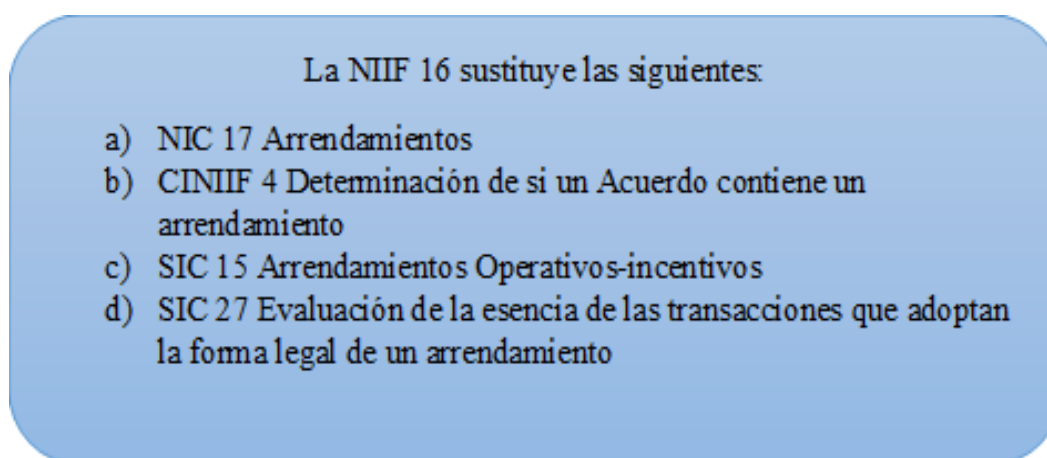 La NIIF 16 sustituye las siguientes:
a) NIC 17 Arrendamientos
b) CINIIF 4 Determinación de si un Acuerdo contiene un
arrendamiento
c) SIC 15 Arrendamientos Operativos-incentivos
d) SIC 27 Evaluación de la esencia de las transacciones que adoptan
la forma legal de un arrendamiento